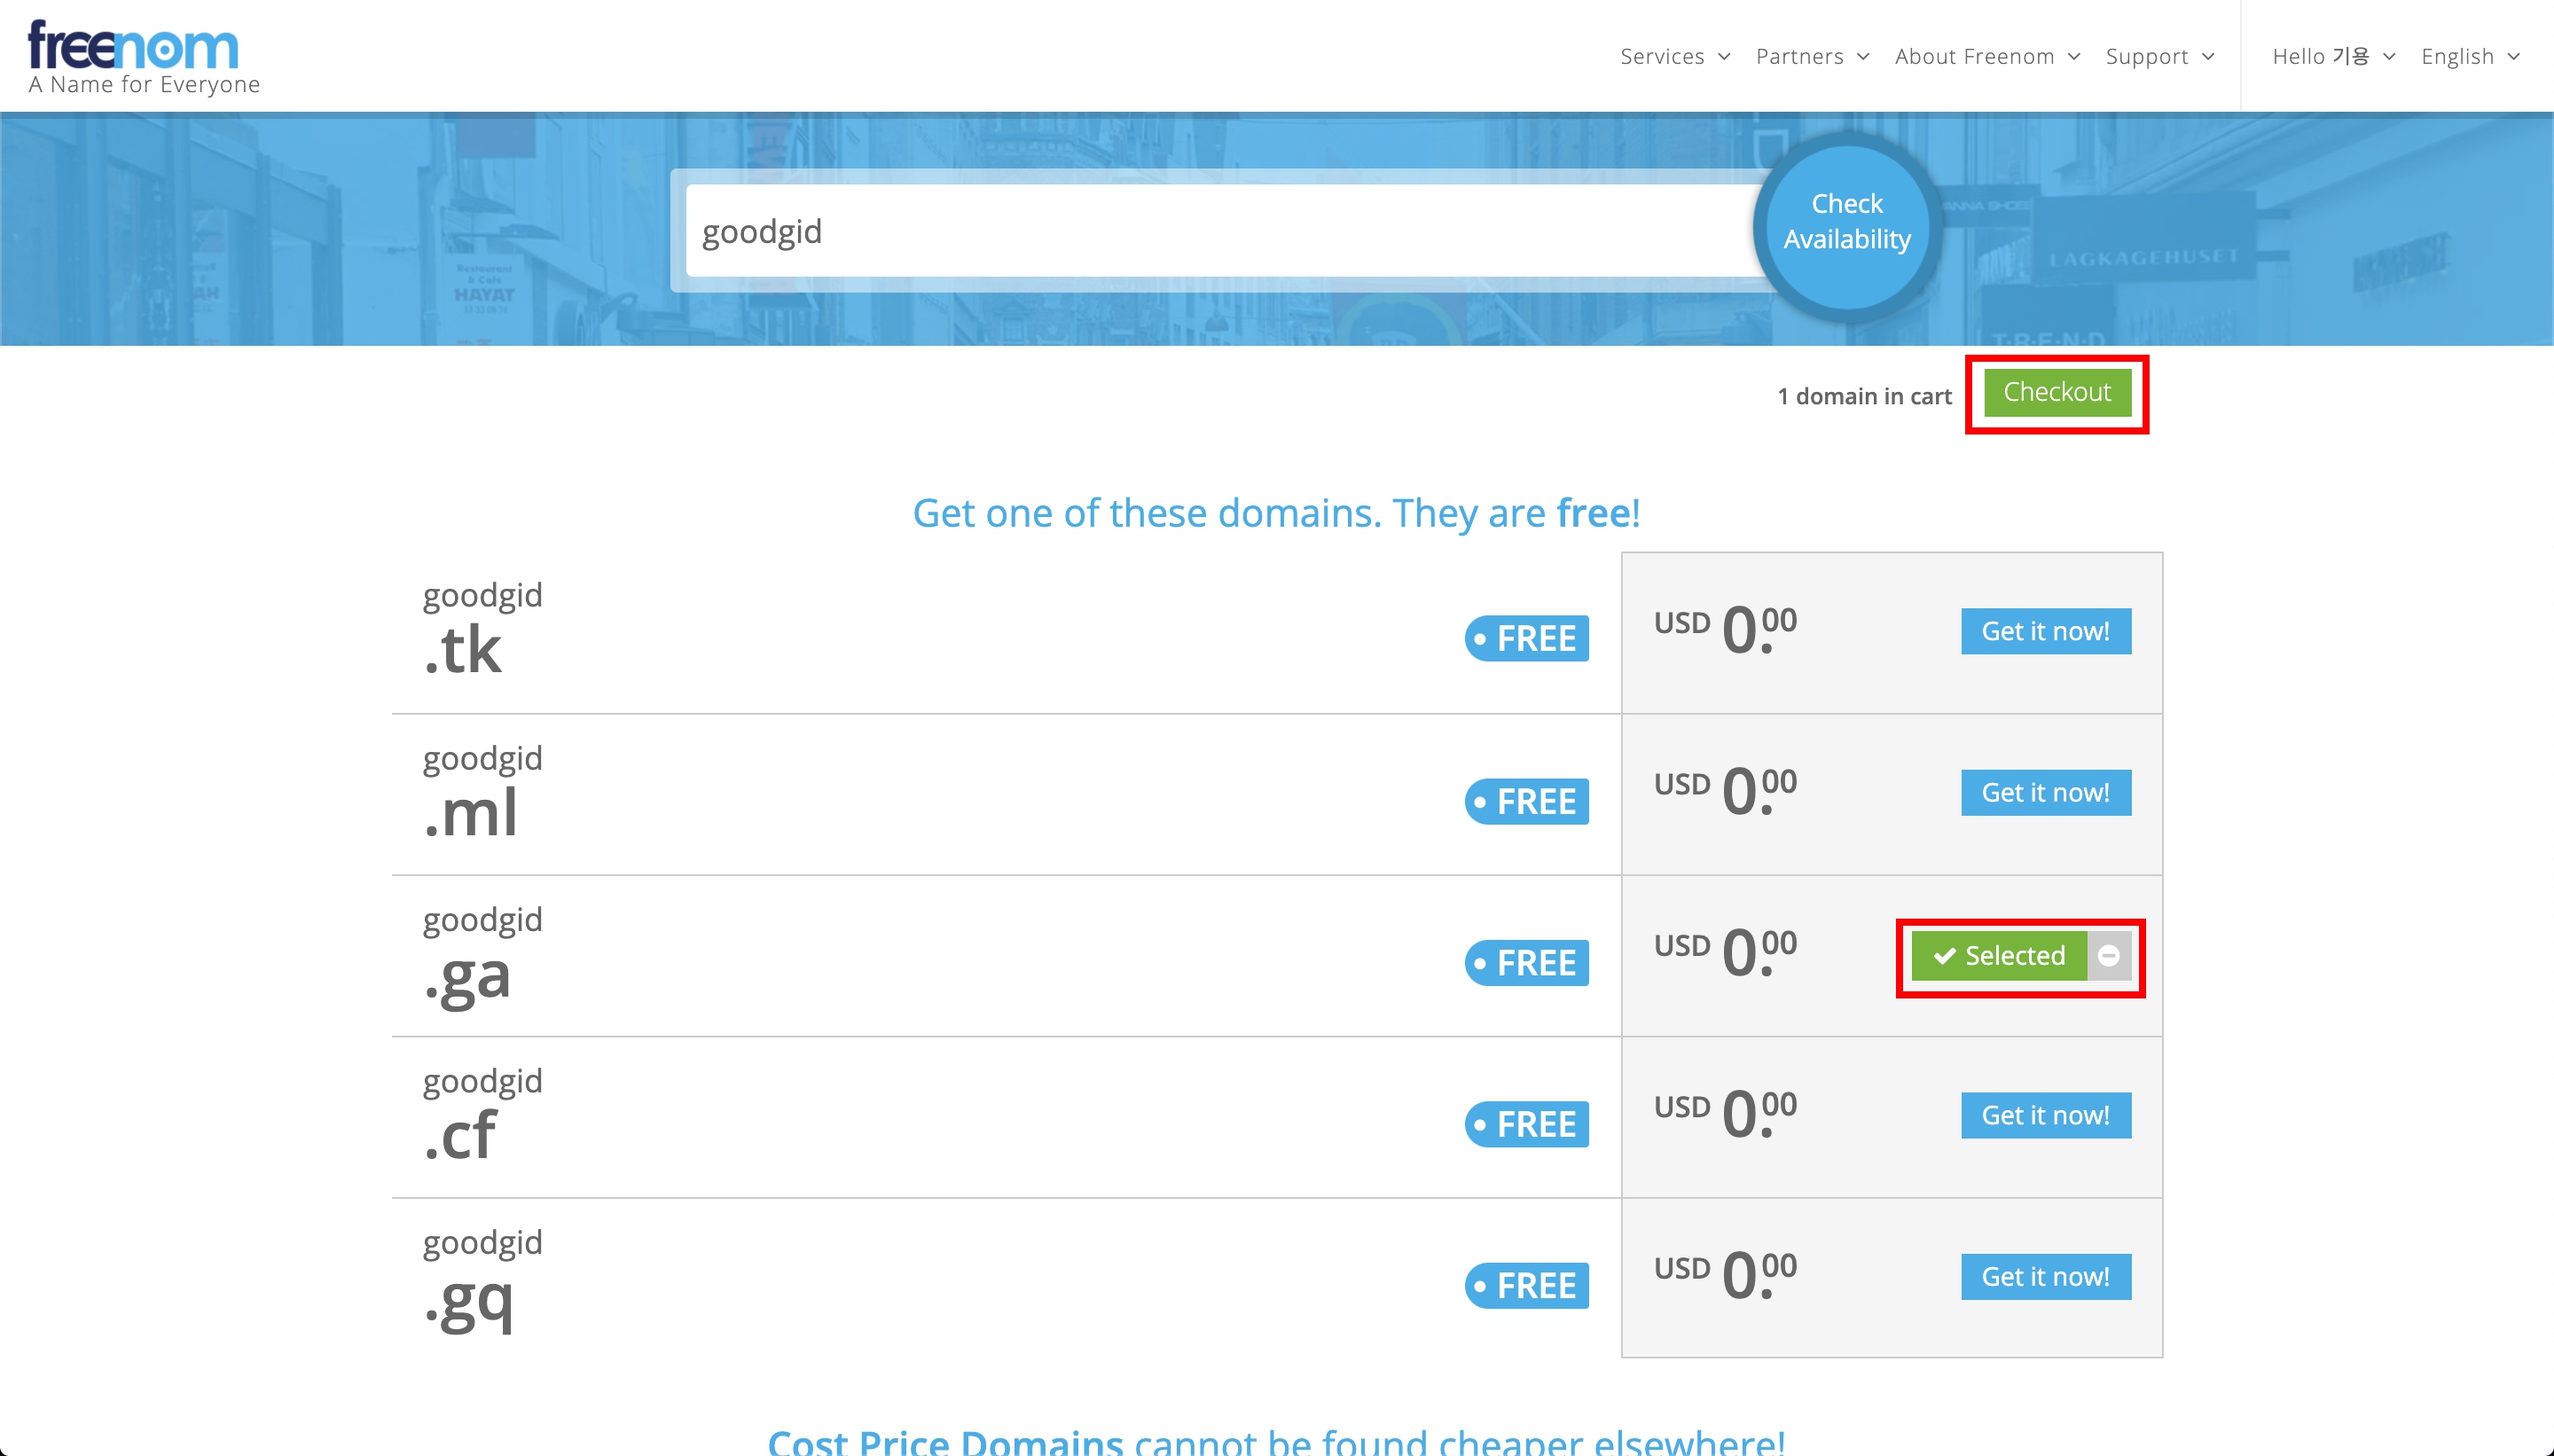 freenom
A Name for Everyone
Services Partners About Freenom Support Hello 기용 English
Restaurant
& Cafe
HAYAT
LAGKAGEHUSET
T·R·E·N·D
goodgid
Check
Availability
1 domain in cart
Checkout
Get one of these domains. They are free!
goodgid
.tk
FREE
USD 0.00
Get it now!
goodgid
.ml
FREE
USD 0.00
Get it now!
goodgid
.ga
FREE
USD 0.00
Selected
goodgid
.cf
FREE
USD 0.00
Get it now!
goodgid
.gq
FREE
USD 0.00
Get it now!
Cost Price Domains cannot be found cheaper elsewhere!